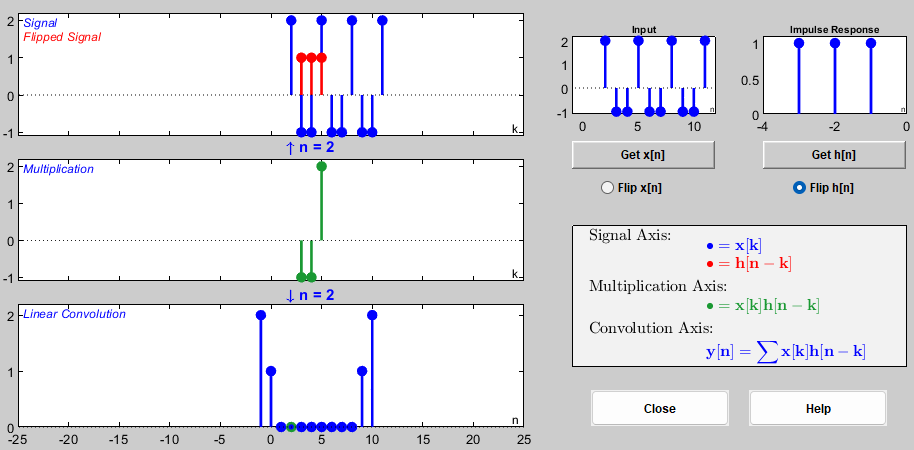 Signal
Flipped Signal
2
1
0
-1
k
↑ n = 2
Multiplication
2
1
0
-1
k
↓ n = 2
Linear Convolution
2
1
0
n
-25 -20 -15 -10 -5 0 5 10 15 20 25
Input
2
1
0
-1
n
0 5 10
Impulse Response
1
0.5
0
n
-4 -2 0
Get x[n]
Get h[n]
Flip x[n]
Flip h[n]
Signal Axis:
• = x[k]
• = h[n − k]
Multiplication Axis:
• = x[k]h[n − k]
Convolution Axis:
y[n] = ∑ x[k]h[n − k]
Close
Help